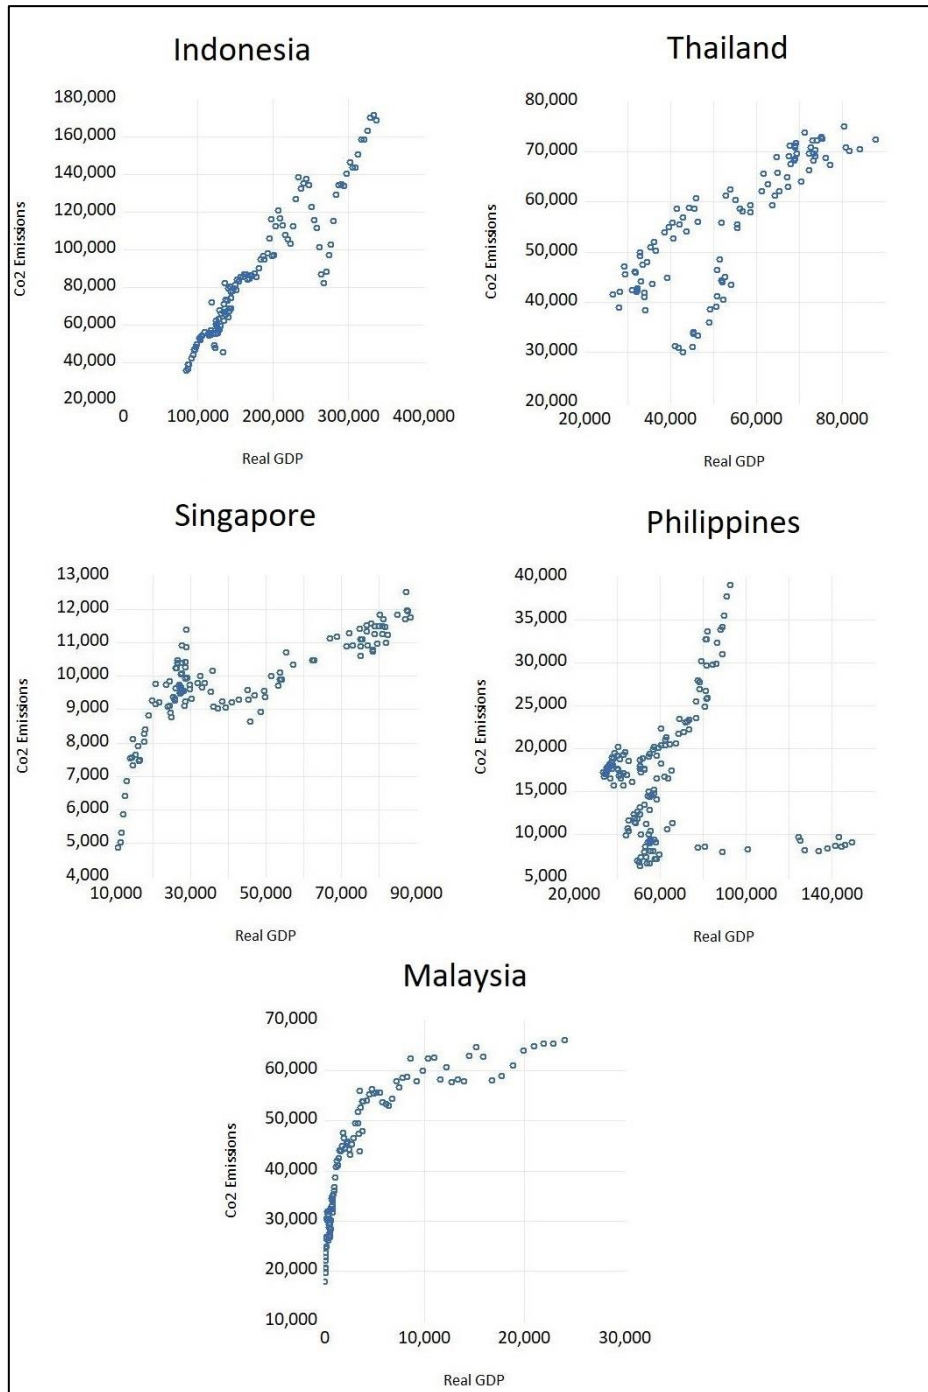 Indonesia
180,000
160,000
140,000
120,000
100,000
80,000
60,000
40,000
20,000
Co2 Emissions
0 100,000 200,000 300,000 400,000
Real GDP
Thailand
80,000
70,000
60,000
50,000
40,000
30,000
20,000
Co2 Emissions
20,000 40,000 60,000 80,000
Real GDP
Singapore
13,000
12,000
11,000
10,000
9,000
8,000
7,000
6,000
5,000
4,000
Co2 Emissions
10,000 30,000 50,000 70,000 90,000
Real GDP
Philippines
40,000
35,000
30,000
25,000
20,000
15,000
10,000
5,000
Co2 Emissions
20,000 60,000 100,000 140,000
Real GDP
Malaysia
70,000
60,000
50,000
40,000
30,000
20,000
10,000
Co2 Emissions
0 10,000 20,000 30,000
Real GDP